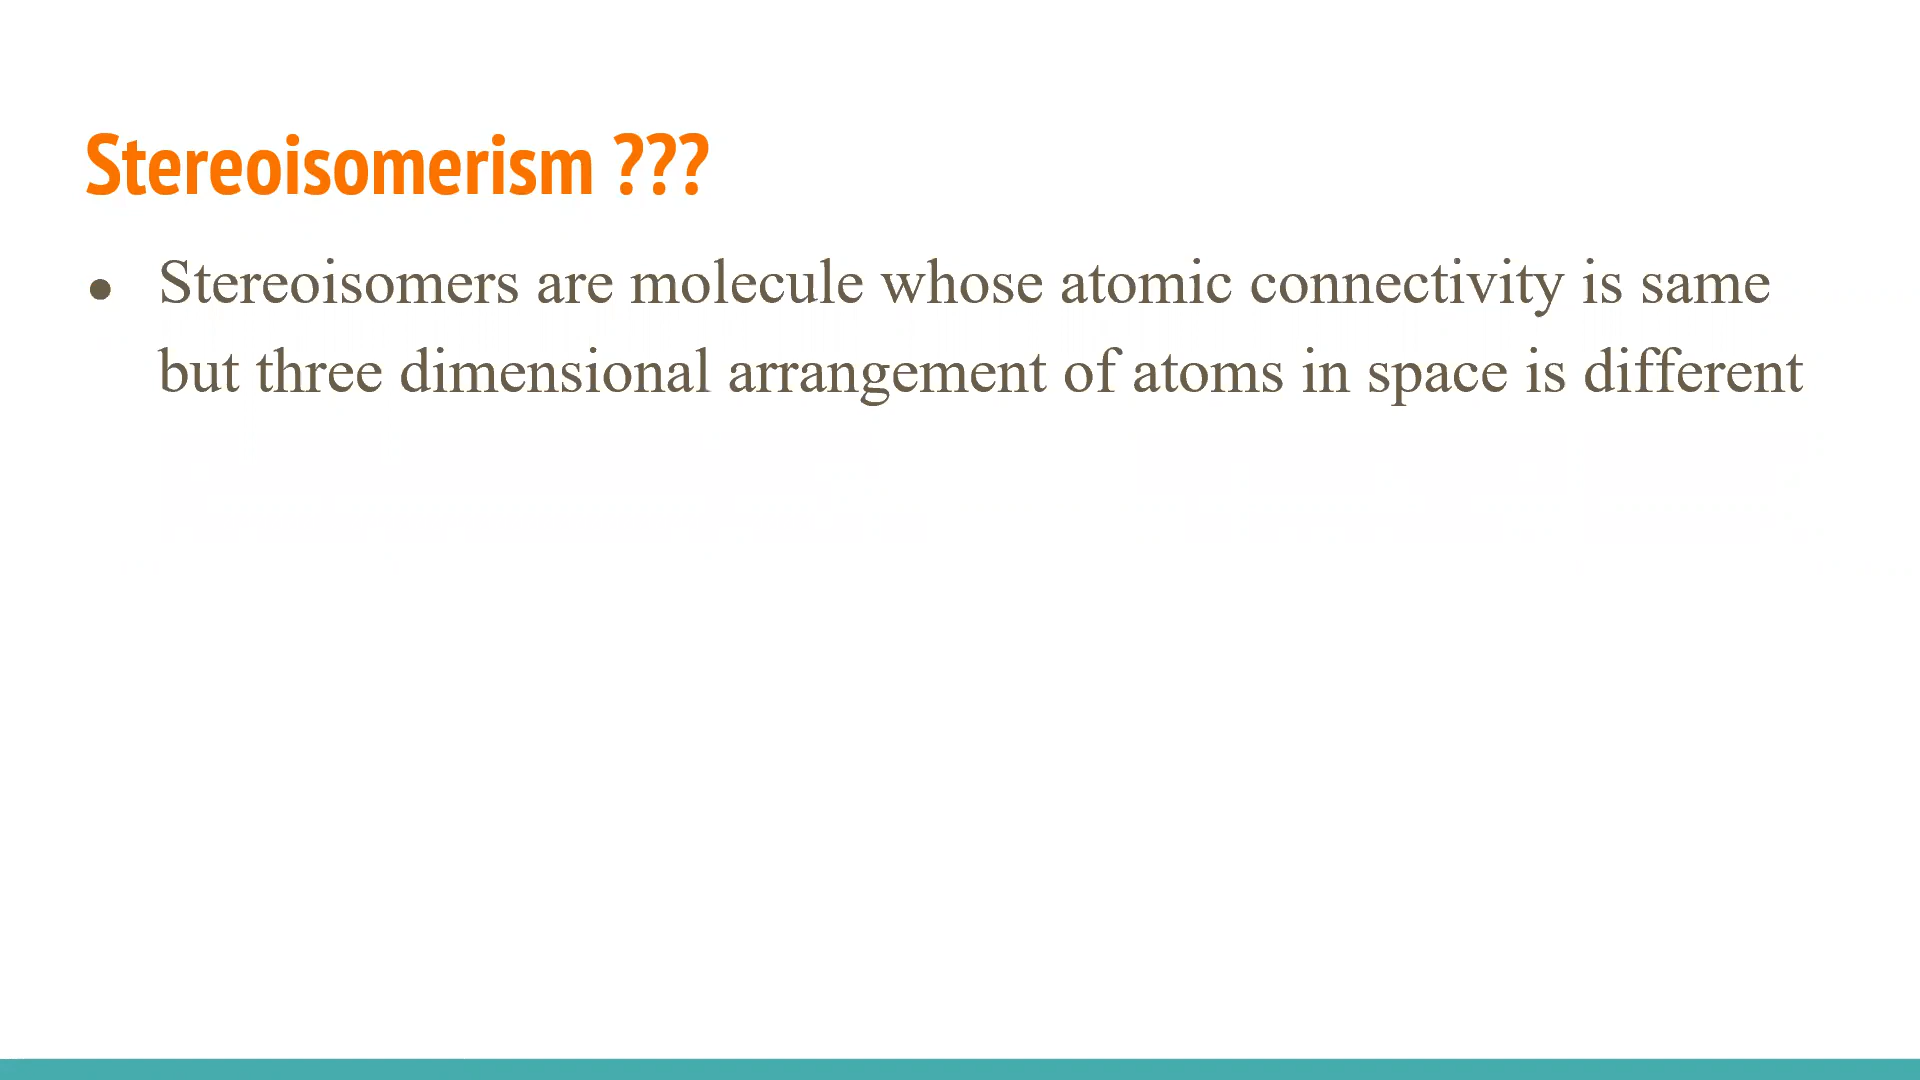 Stereoisomerism ???
● Stereoisomers are molecule whose atomic connectivity is same
but three dimensional arrangement of atoms in space is different